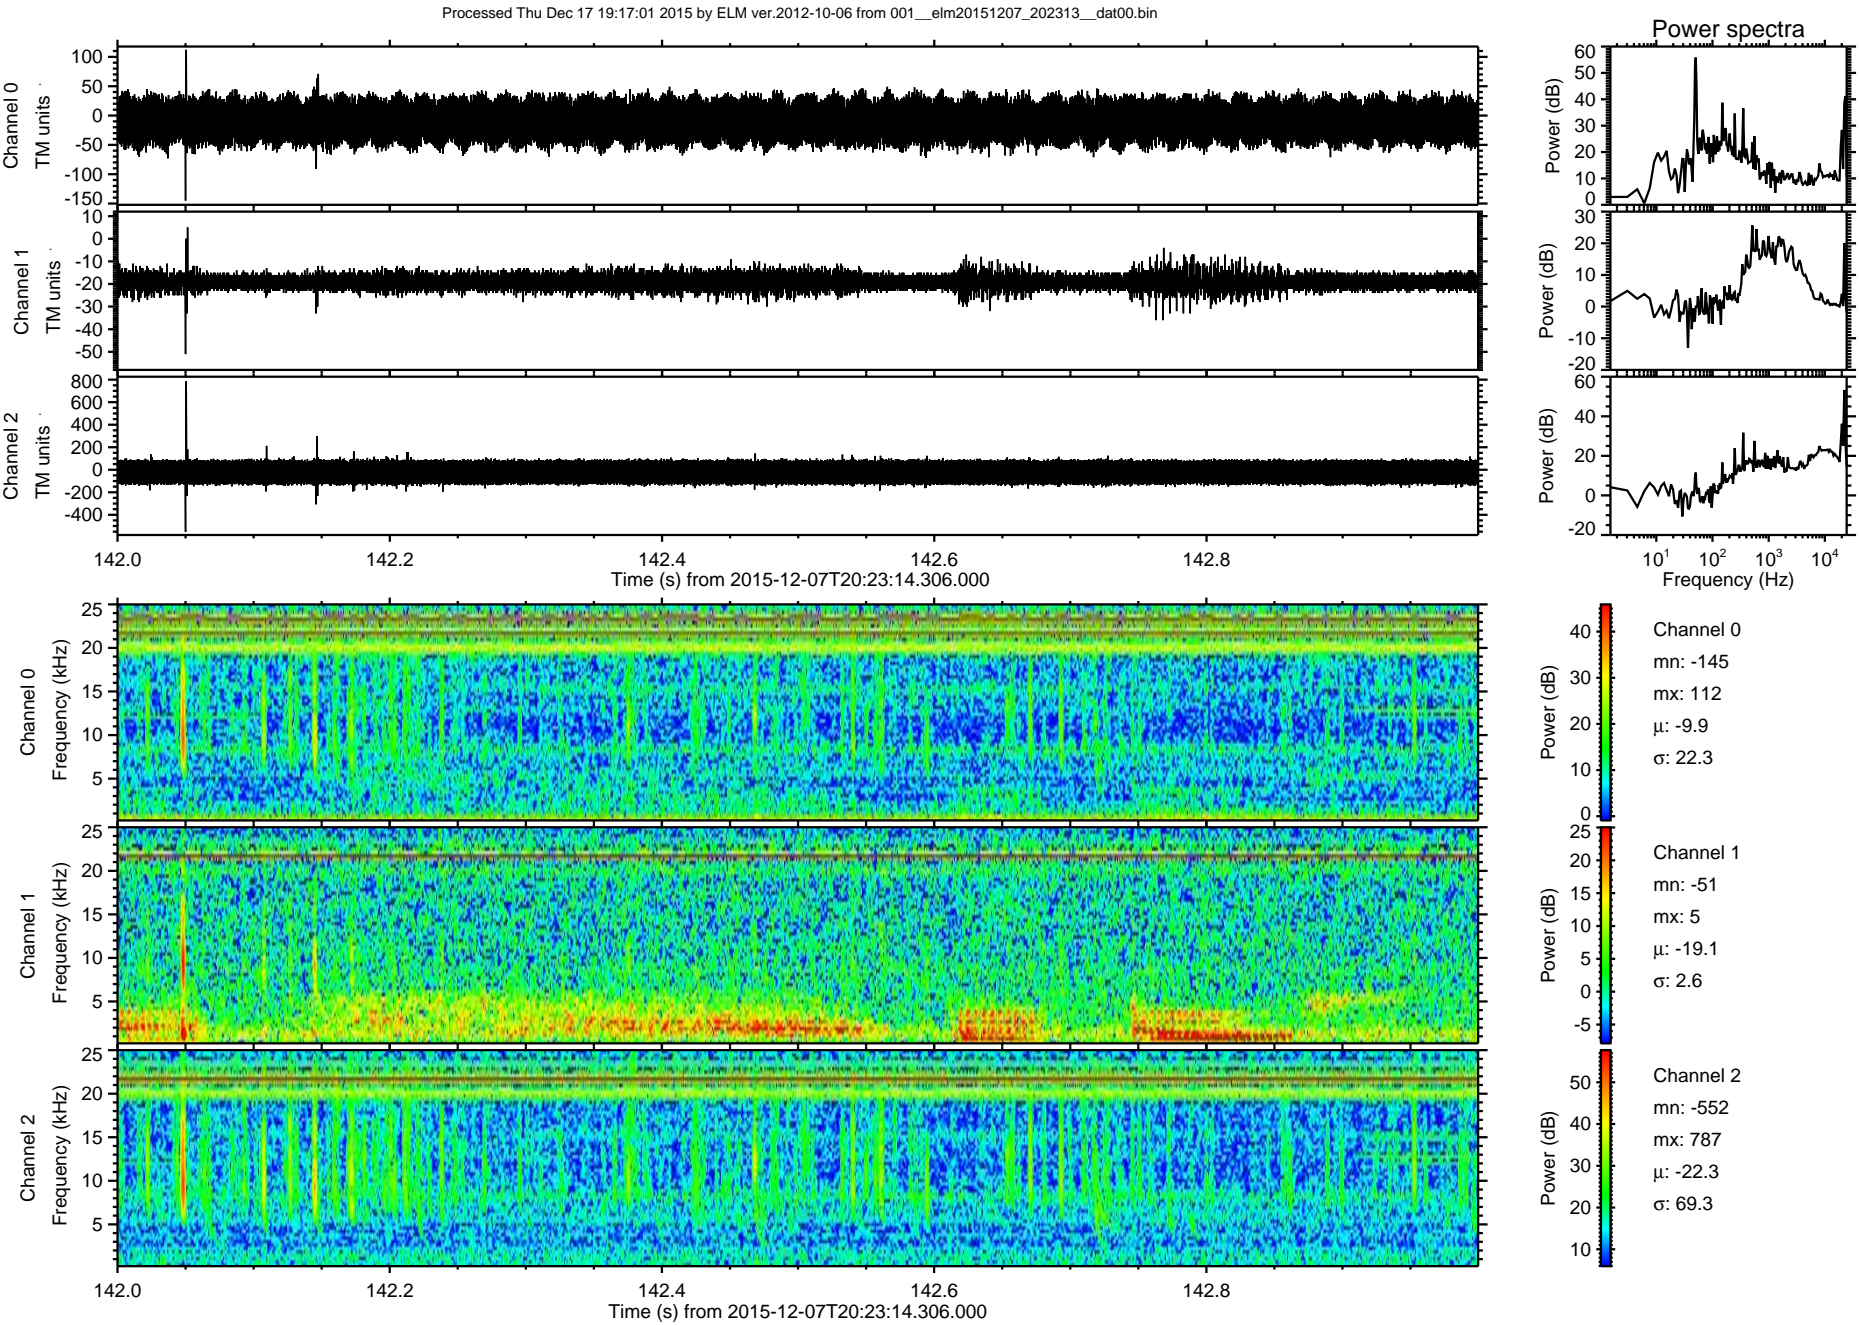 Processed Thu Dec 17 19:17:01 2015 by ELM ver.2012-10-06 from 001__elm20151207_202313__dat00.bin
Power spectra
Channel 0
TM units
100
50
0
-50
-100
-150
Power (dB)
60
50
40
30
20
10
0
Channel 1
TM units
10
0
-10
-20
-30
-40
-50
Power (dB)
30
20
10
0
-10
-20
Channel 2
TM units
800
600
400
200
0
-200
-400
Power (dB)
60
40
20
0
-20
142.0 142.2 142.4 142.6 142.8
Time (s) from 2015-12-07T20:23:14.306.000
10¹ 10² 10³ 10⁴
Frequency (Hz)
Channel 0
Frequency (kHz)
25
20
15
10
5
Power (dB)
40
30
20
10
0
Channel 0
mn: -145
mx: 112
µ: -9.9
σ: 22.3
Channel 1
Frequency (kHz)
25
20
15
10
5
Power (dB)
25
20
15
10
5
0
-5
Channel 1
mn: -51
mx: 5
µ: -19.1
σ: 2.6
Channel 2
Frequency (kHz)
25
20
15
10
5
Power (dB)
50
40
30
20
10
Channel 2
mn: -552
mx: 787
µ: -22.3
σ: 69.3
142.0 142.2 142.4 142.6 142.8
Time (s) from 2015-12-07T20:23:14.306.000